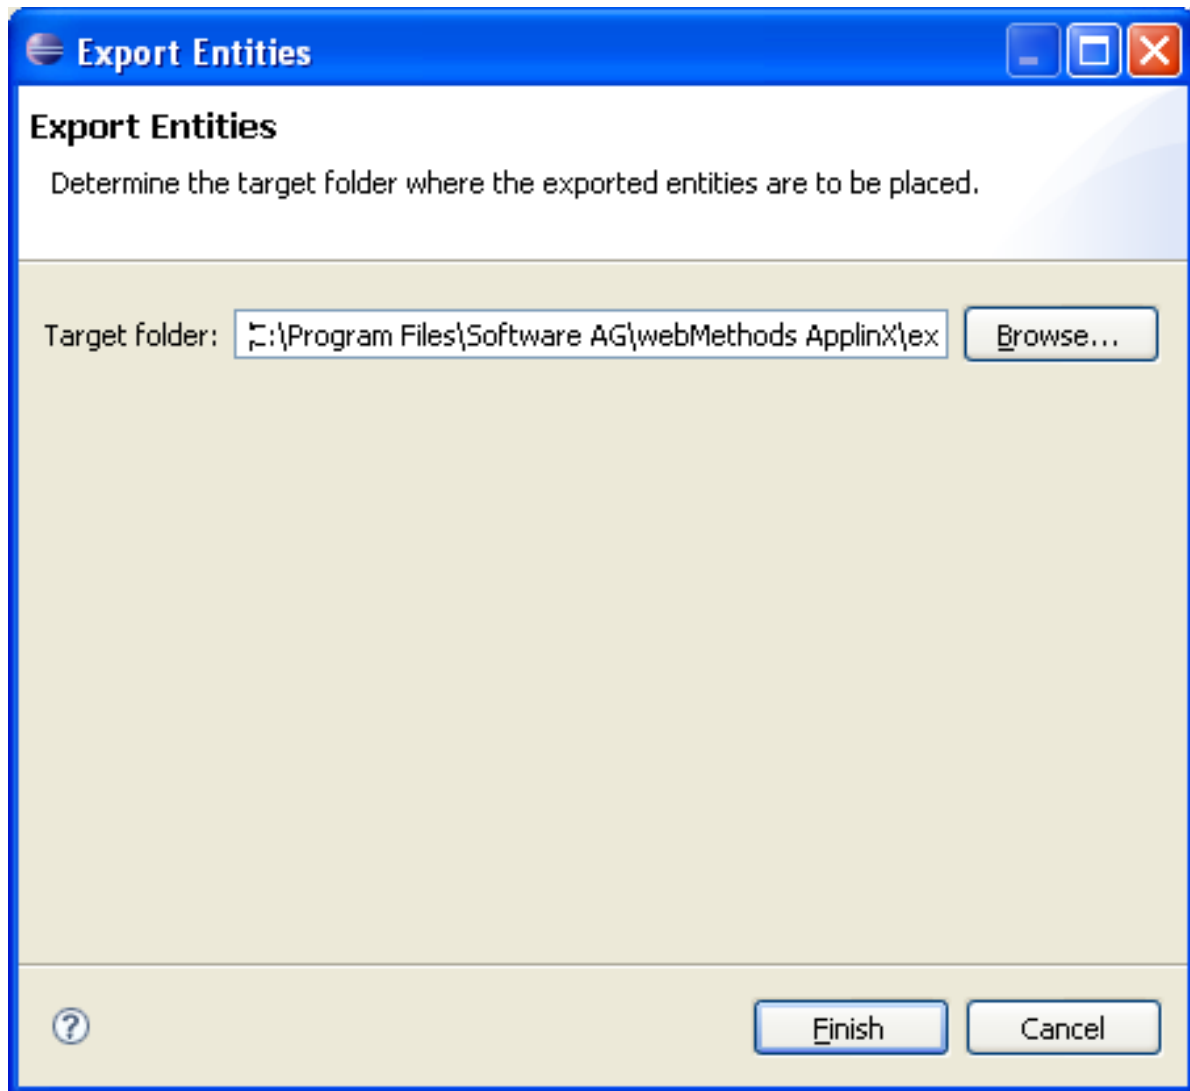 Export Entities
Export Entities
Determine the target folder where the exported entities are to be placed.
Target folder: C:\Program Files\Software AG\webMethods ApplinX\ex Browse...
? Finish Cancel